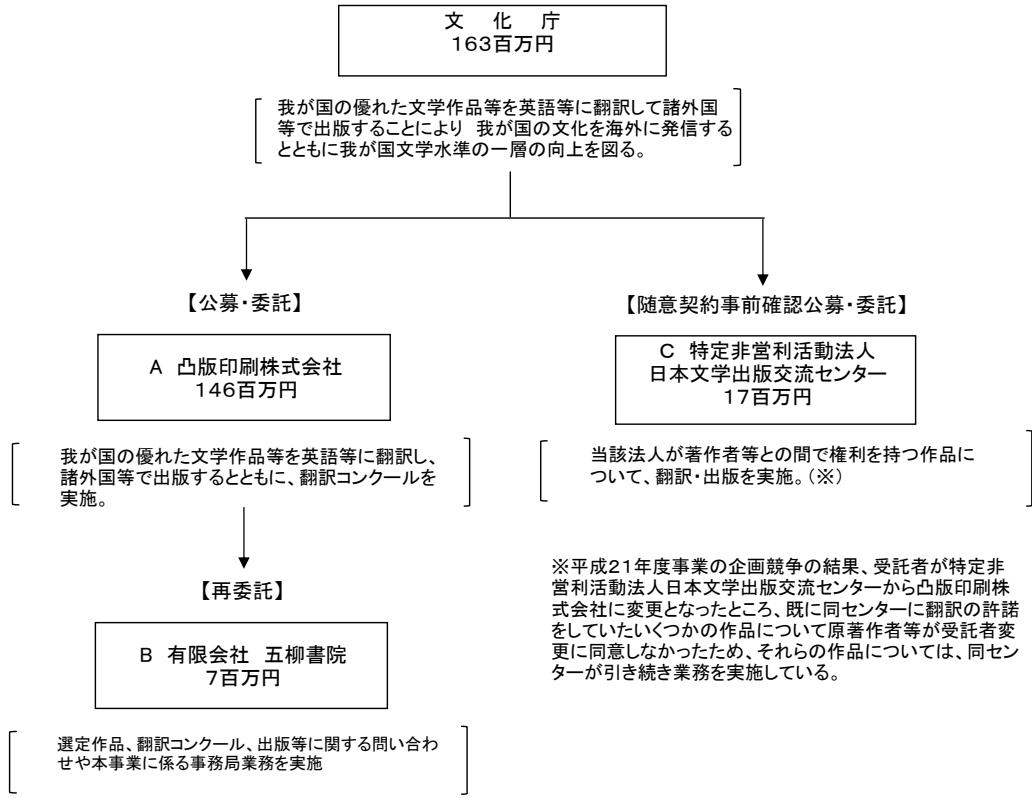 文　化　庁
１６３百万円
我が国の優れた文学作品等を英語等に翻訳して諸外国
等で出版することにより　我が国の文化を海外に発信する
とともに我が国文学水準の一層の向上を図る。
【公募・委託】
A　凸版印刷株式会社
１４６百万円
我が国の優れた文学作品等を英語等に翻訳し、
諸外国等で出版するとともに、翻訳コンクールを
実施。
【再委託】
B　有限会社　五柳書院
７百万円
選定作品、翻訳コンクール、出版等に関する問い合わ
せや本事業に係る事務局業務を実施
【随意契約事前確認公募・委託】
C　特定非営利活動法人
日本文学出版交流センター
１７百万円
当該法人が著作者等との間で権利を持つ作品に
ついて、翻訳・出版を実施。（※）
※平成２１年度事業の企画競争の結果、受託者が特定非
営利活動法人日本文学出版交流センターから凸版印刷株
式会社に変更となったところ、既に同センターに翻訳の許諾
をしていたいくつかの作品について原著作者等が受託者変
更に同意しなかったため、それらの作品については、同セン
ターが引き続き業務を実施している。